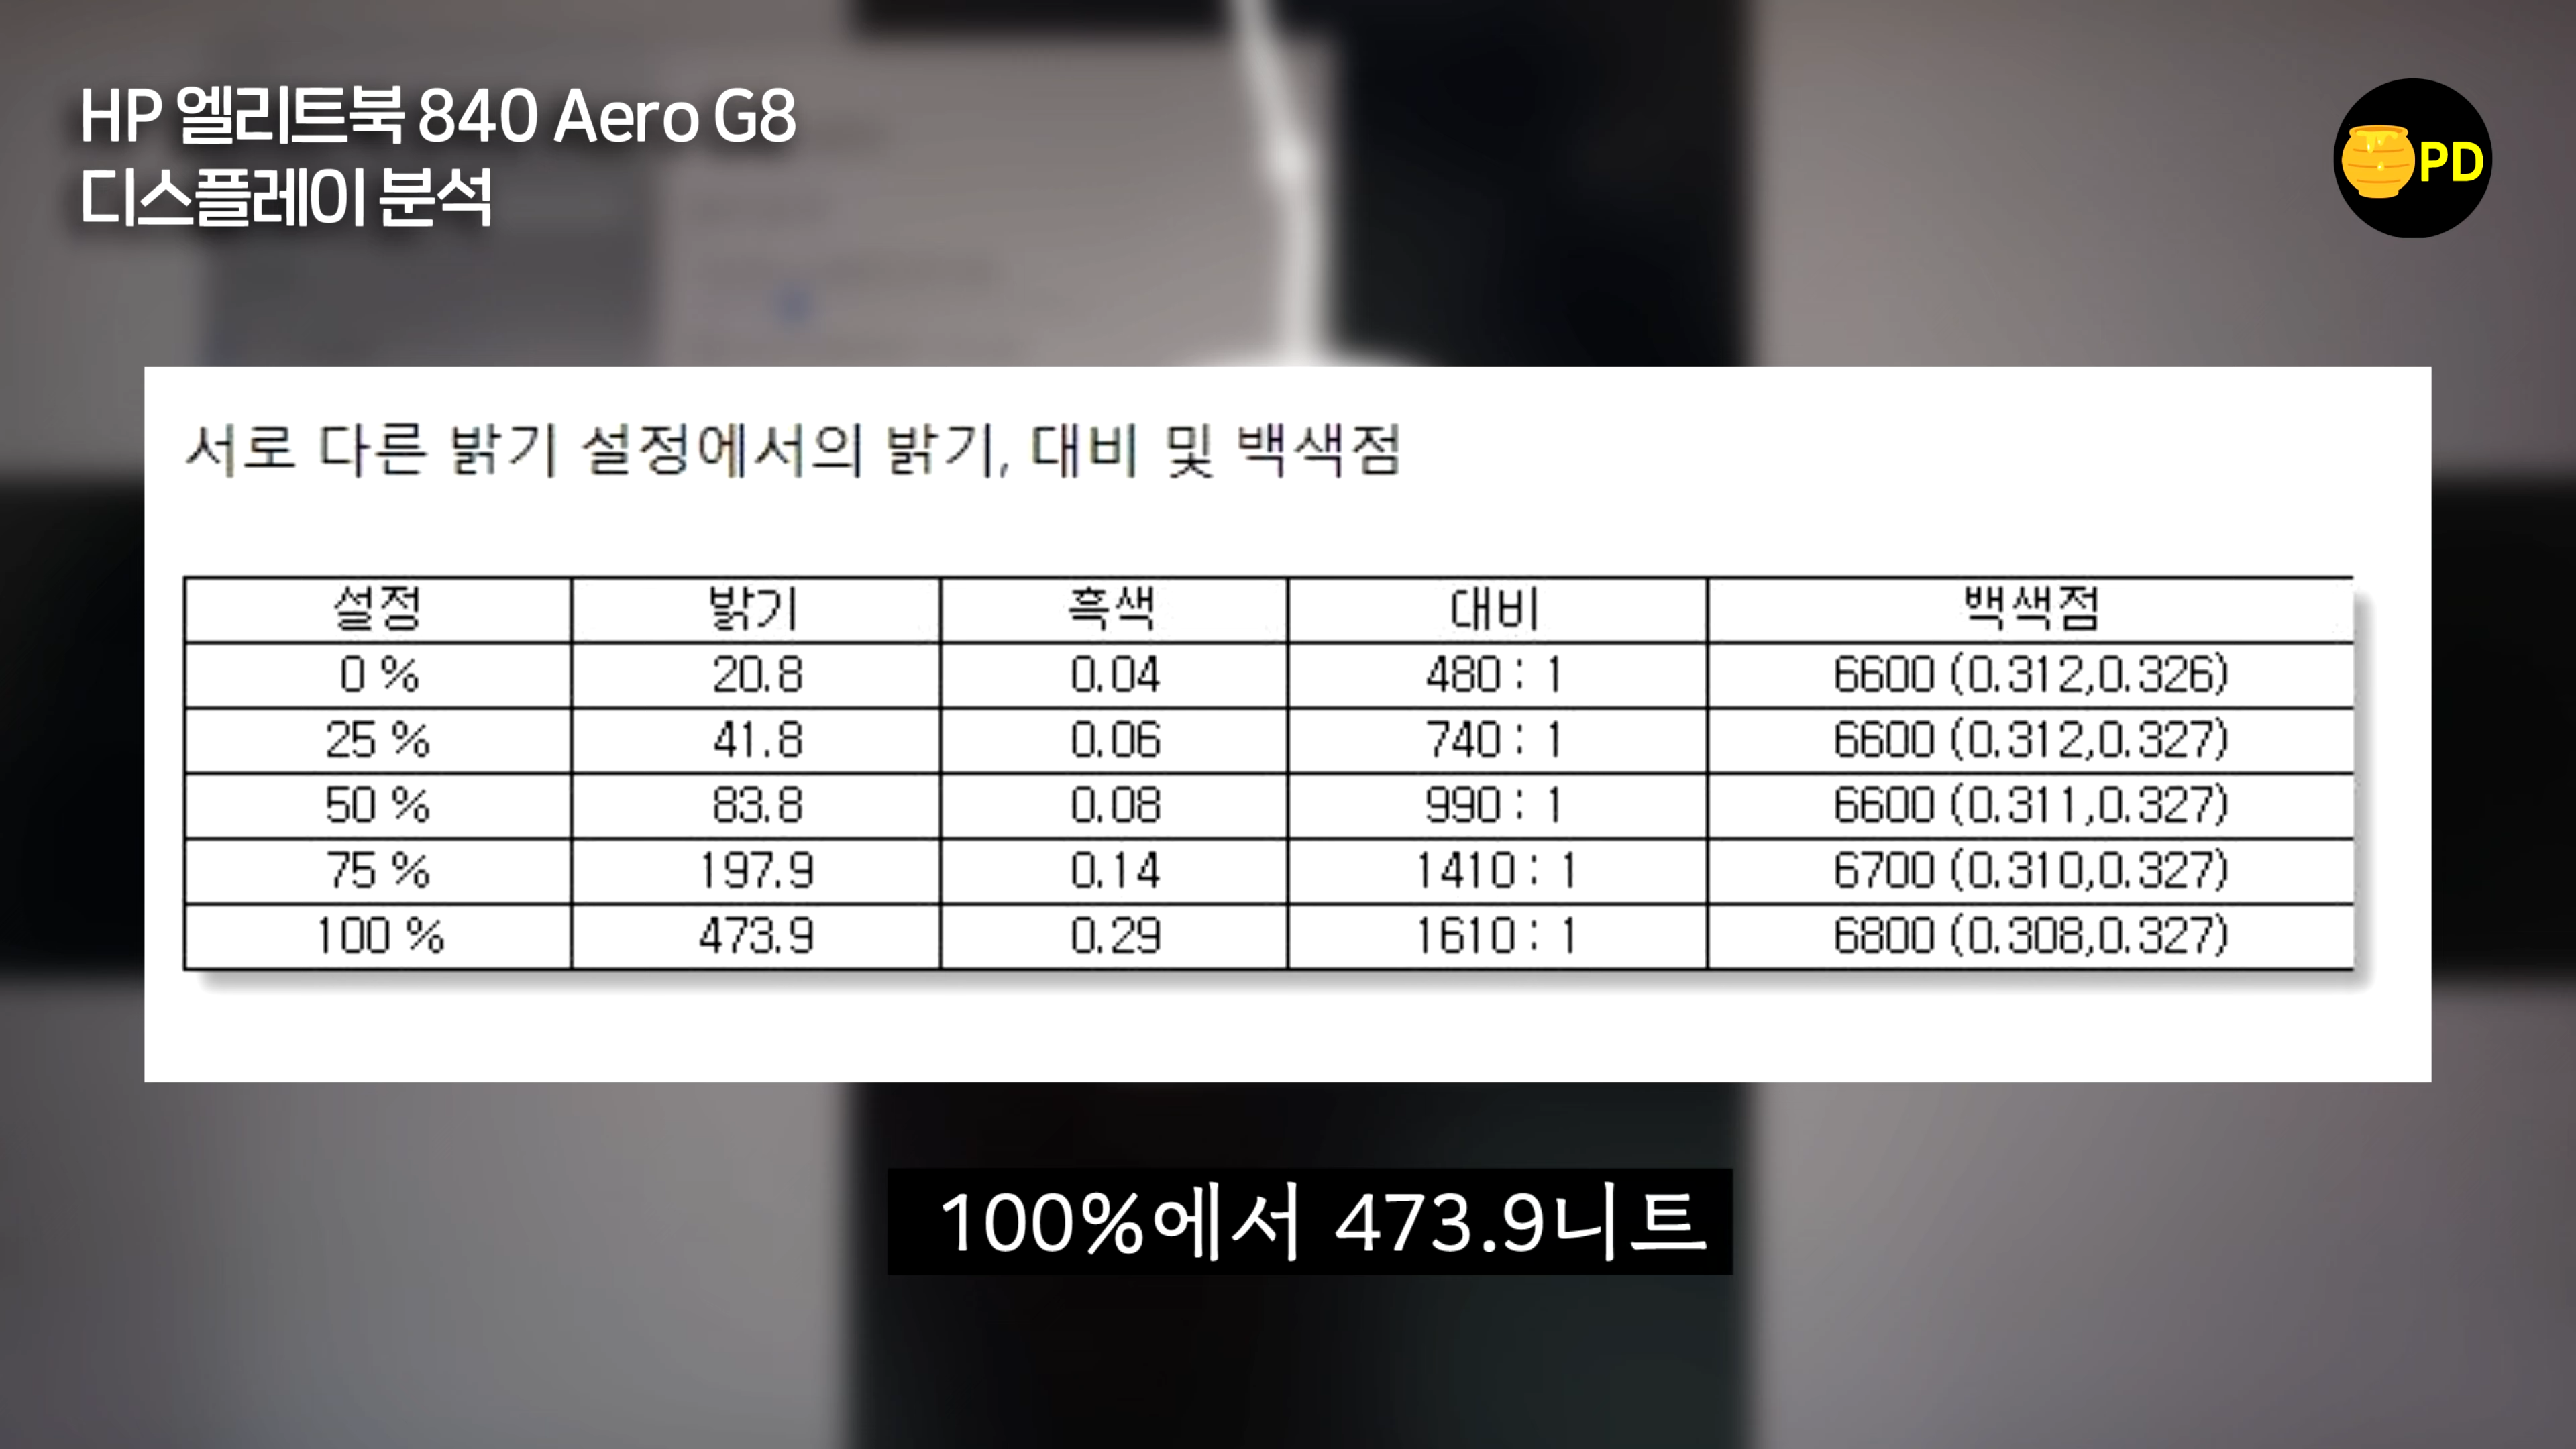 HP 엘리트북 840 Aero G8
디스플레이 분석
PD
서로 다른 밝기 설정에서의 밝기, 대비 및 백색점
설정 밝기 흑색 대비 백색점
0 % 20.8 0.04 480 : 1 6600 (0.312,0.326)
25 % 41.8 0.06 740 : 1 6600 (0.312,0.327)
50 % 83.8 0.08 990 : 1 6600 (0.311,0.327)
75 % 197.9 0.14 1410 : 1 6700 (0.310,0.327)
100 % 473.9 0.29 1610 : 1 6800 (0.308,0.327)
100%에서 473.9니트